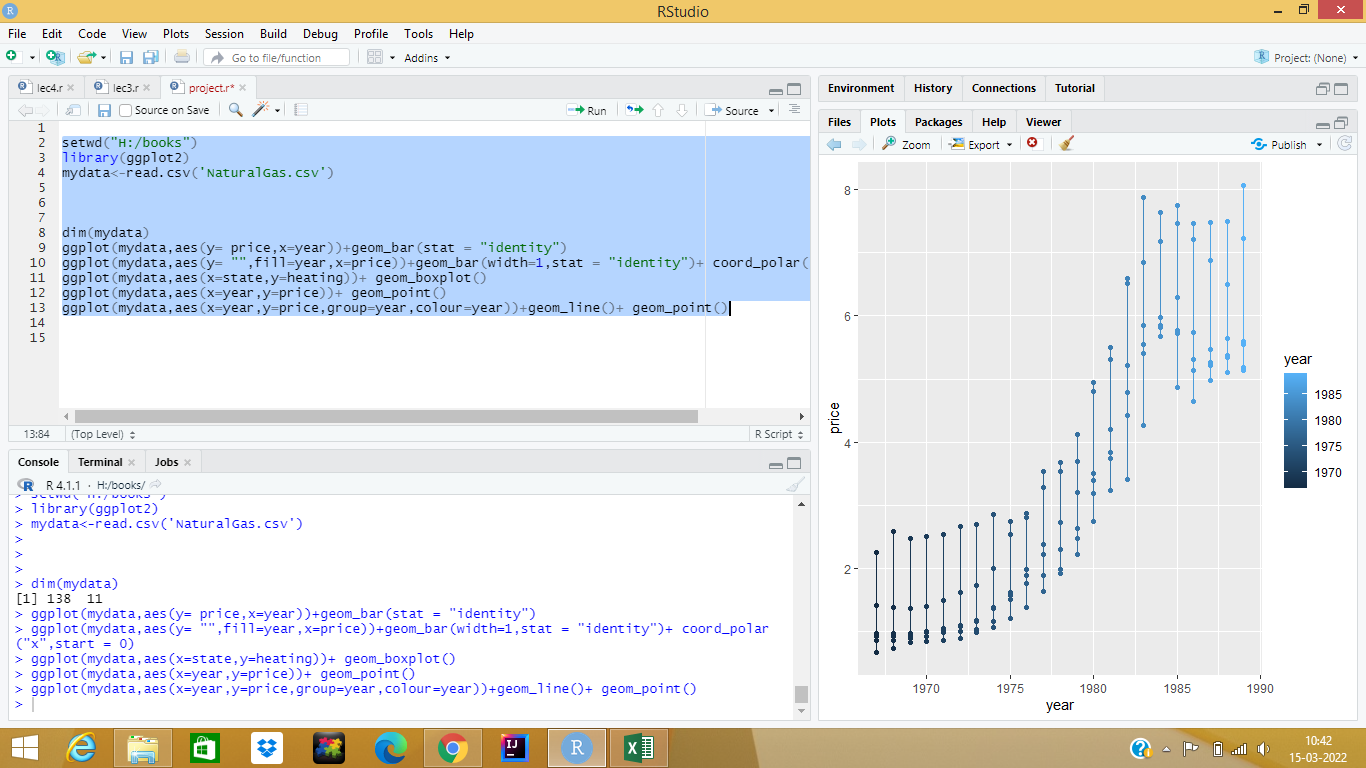 RStudio
File Edit Code View Plots Session Build Debug Profile Tools Help
Go to file/function Addins Project: (None)
lec4.r lec3.r project.r*
Source on Save Run Source
1
2 setwd("H:/books")
3 library(ggplot2)
4 mydata<-read.csv('NaturalGas.csv')
5
6
7
8 dim(mydata)
9 ggplot(mydata,aes(y= price,x=year))+geom_bar(stat = "identity")
10 ggplot(mydata,aes(y= "",fill=year,x=price))+geom_bar(width=1,stat = "identity")+ coord_polar(
11 ggplot(mydata,aes(x=state,y=heating))+ geom_boxplot()
12 ggplot(mydata,aes(x=year,y=price))+ geom_point()
13 ggplot(mydata,aes(x=year,y=price,group=year,colour=year))+geom_line()+ geom_point()
14
15
13:84 (Top Level) R Script
Console Terminal Jobs
R 4.1.1 · H:/books/
> setwd("H:/books")
> library(ggplot2)
> mydata<-read.csv('NaturalGas.csv')
>
>
>
> dim(mydata)
[1] 138 11
> ggplot(mydata,aes(y= price,x=year))+geom_bar(stat = "identity")
> ggplot(mydata,aes(y= "",fill=year,x=price))+geom_bar(width=1,stat = "identity")+ coord_polar
("x",start = 0)
> ggplot(mydata,aes(x=state,y=heating))+ geom_boxplot()
> ggplot(mydata,aes(x=year,y=price))+ geom_point()
> ggplot(mydata,aes(x=year,y=price,group=year,colour=year))+geom_line()+ geom_point()
>
Environment History Connections Tutorial
Files Plots Packages Help Viewer
Zoom Export Publish
8
6
4
2
price
1970 1975 1980 1985 1990
year
year
1985
1980
1975
1970
10:42
15-03-2022